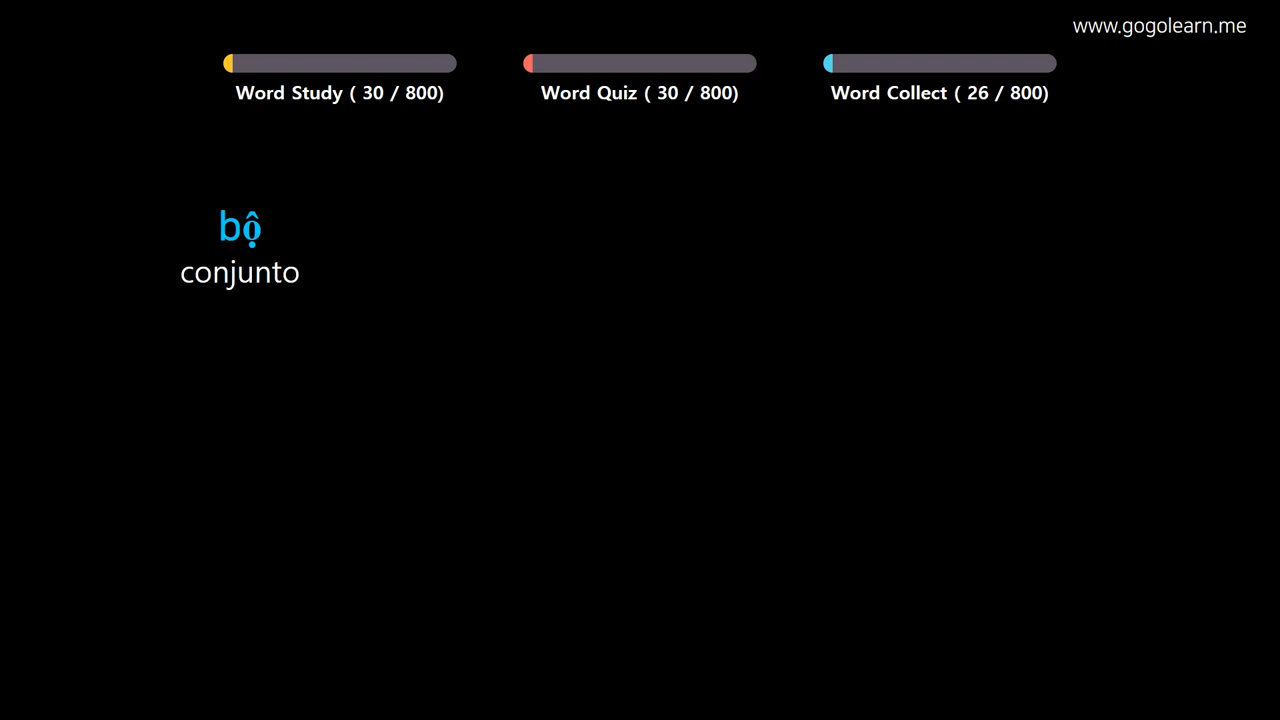 www.gogolearn.me
Word Study ( 30 / 800)
Word Quiz ( 30 / 800)
Word Collect ( 26 / 800)
bộ
conjunto